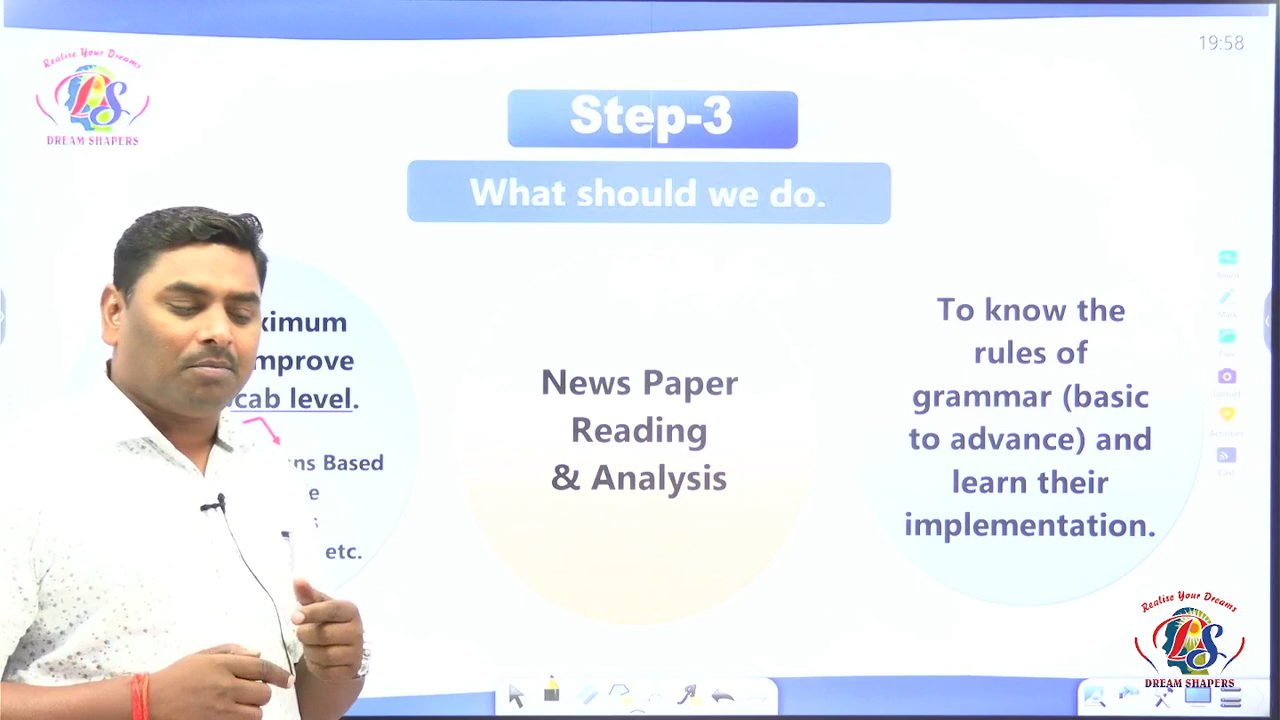 Realise Your Dreams
DREAM SHAPERS
19:58
Step-3
What should we do.
ximum
mprove
cab level.
ns Based
e
s
etc.
News Paper
Reading
& Analysis
To know the
rules of
grammar (basic
to advance) and
learn their
implementation.
Realise Your Dreams
DREAM SHAPERS